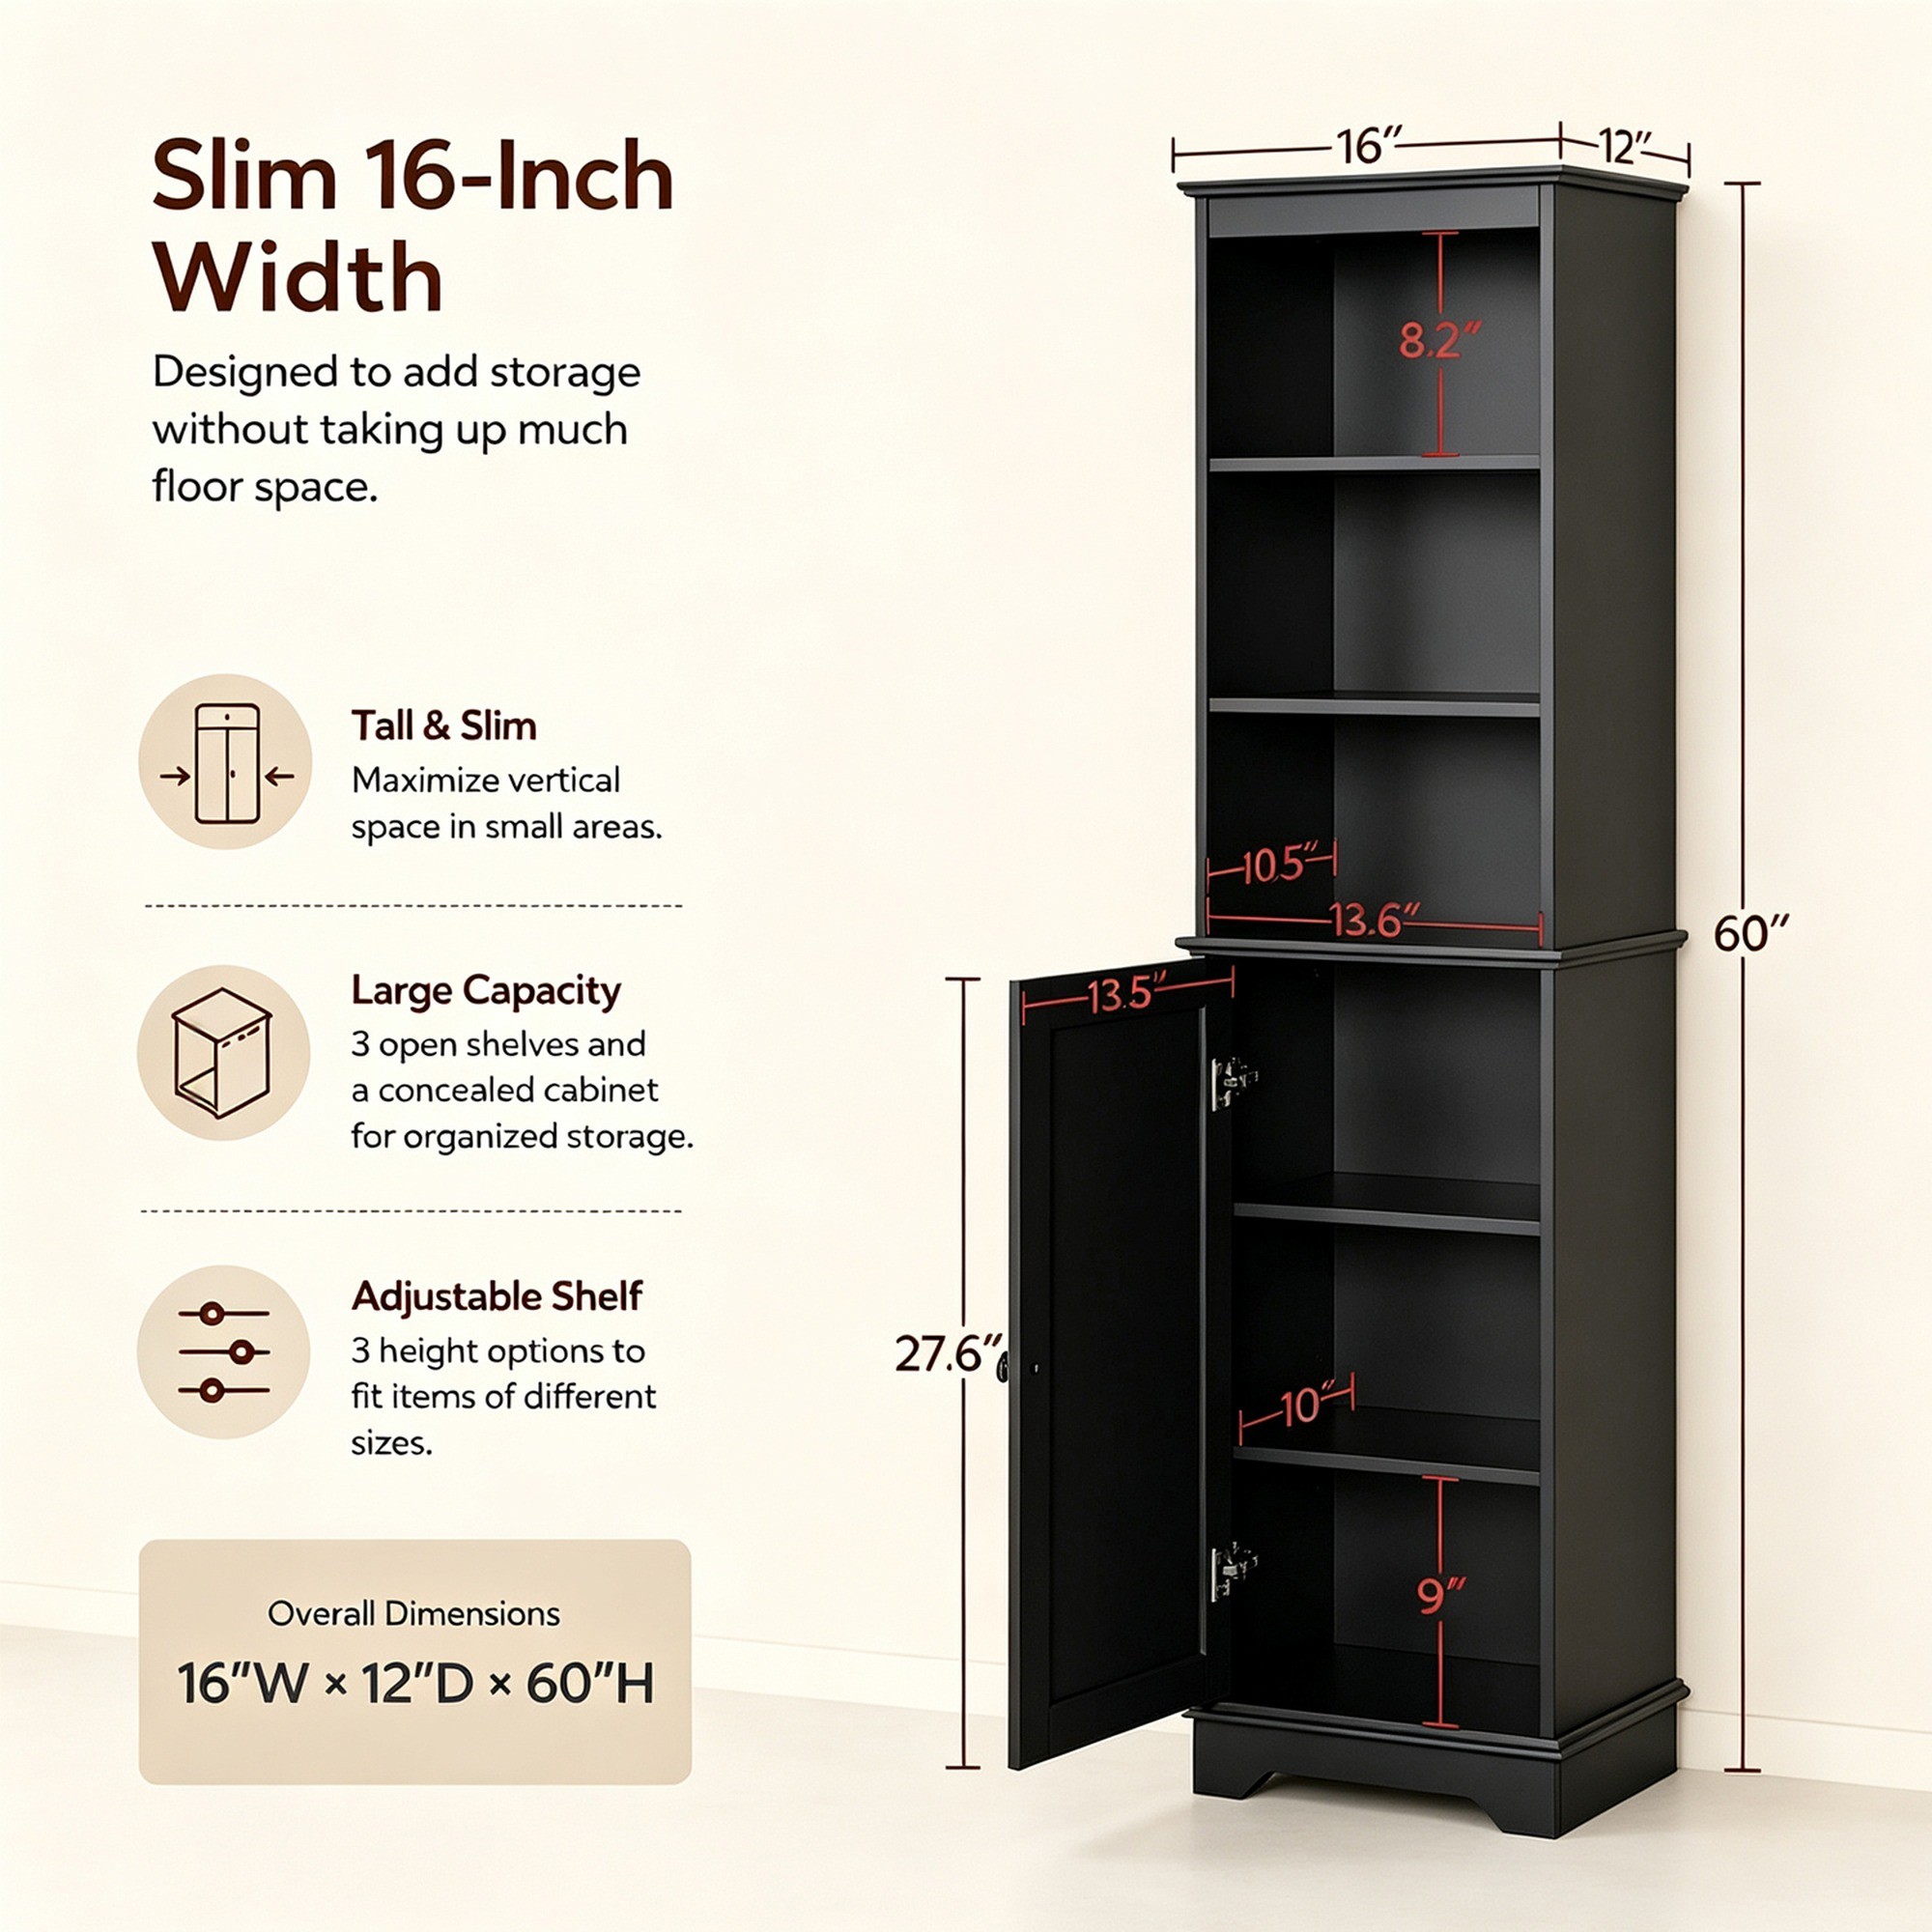 Slim 16-Inch
Width
Designed to add storage
without taking up much
floor space.
Tall & Slim
Maximize vertical
space in small areas.
Large Capacity
3 open shelves and
a concealed cabinet
for organized storage.
Adjustable Shelf
3 height options to
fit items of different
sizes.
Overall Dimensions
16"W × 12"D × 60"H
16"
12"
8.2"
10.5"
13.6"
60"
13.5"
27.6"
10"
9"